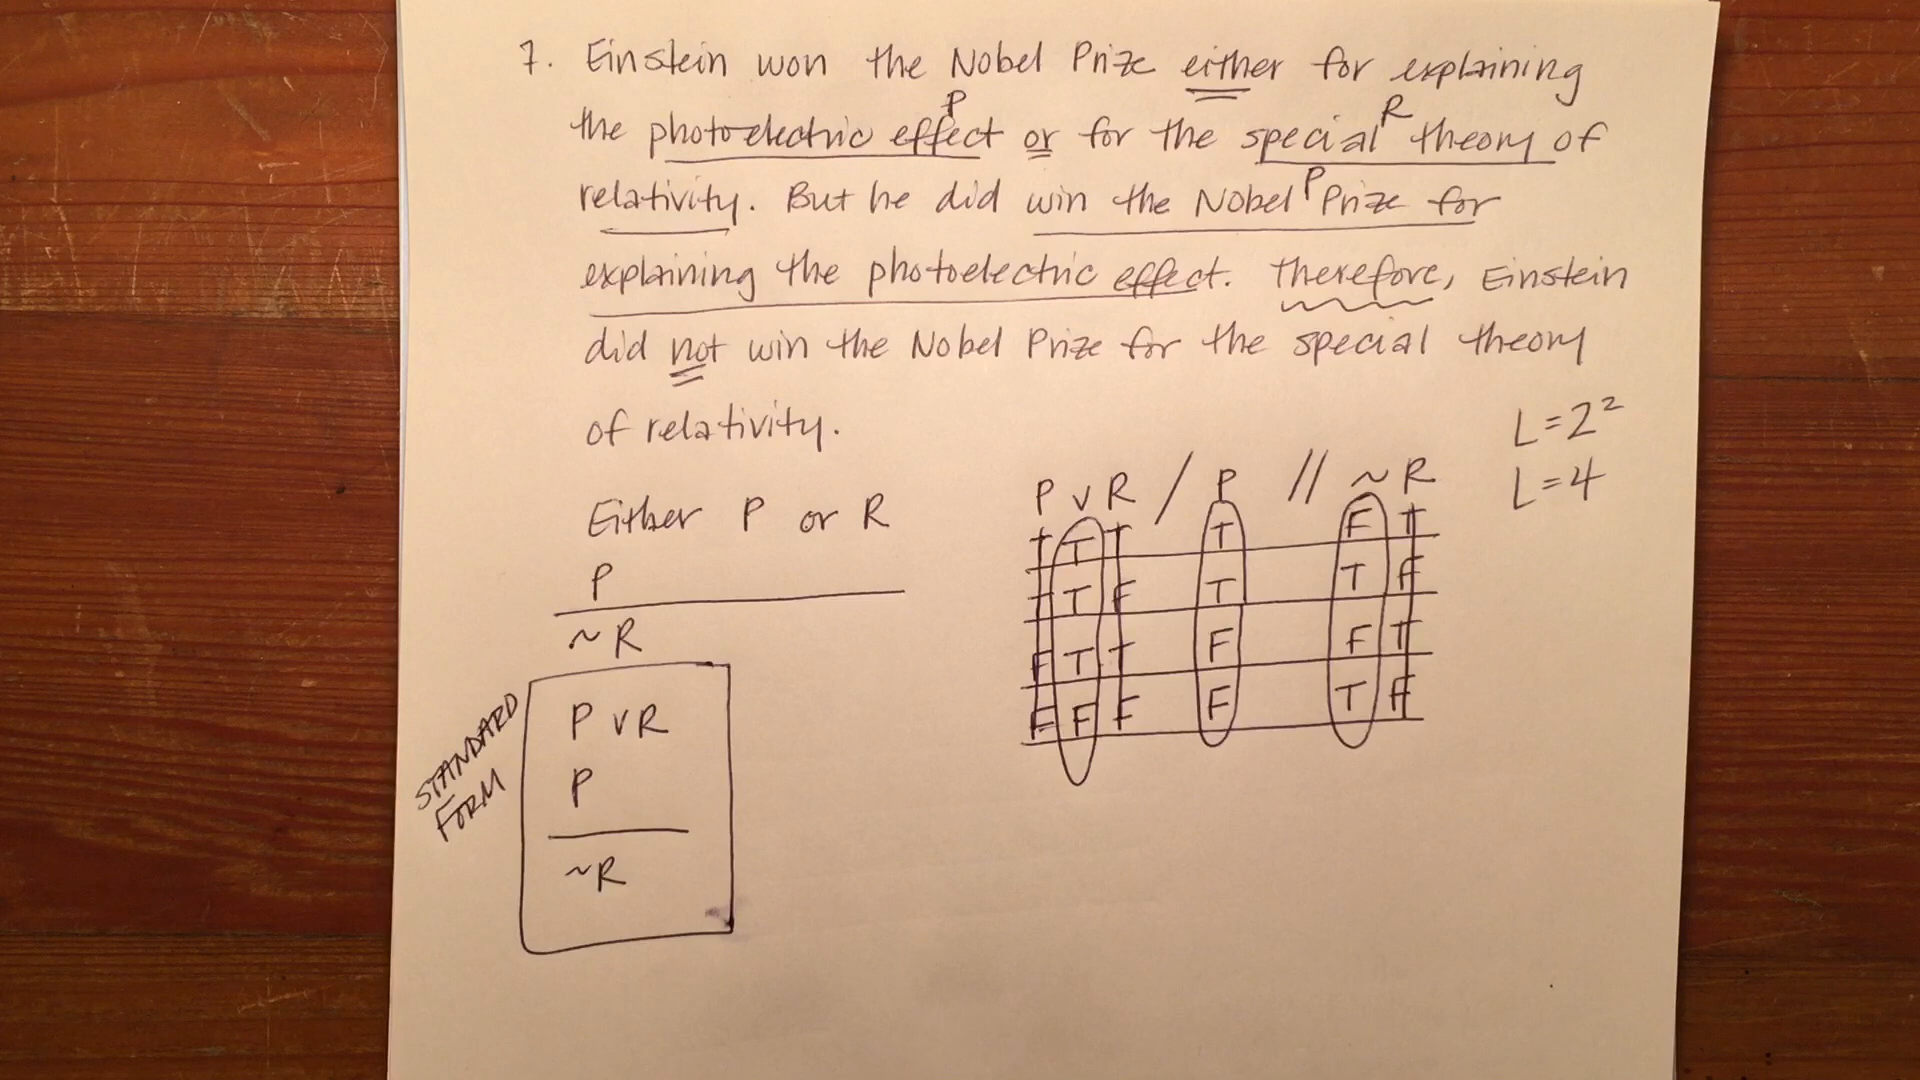 7. Einstein won the Nobel Prize either for explaining
P R
the photoelectric effect or for the special theory of
P
relativity. But he did win the Nobel Prize for
explaining the photoelectric effect. Therefore, Einstein
did not win the Nobel Prize for the special theory
of relativity.
L=2²
L=4
Either P or R
P
~R
STANDARD
FORM
P v R
P
~R
P v R / P // ~ R
T T T T F T
T T F T T F
F T T F F T
F F F F T F